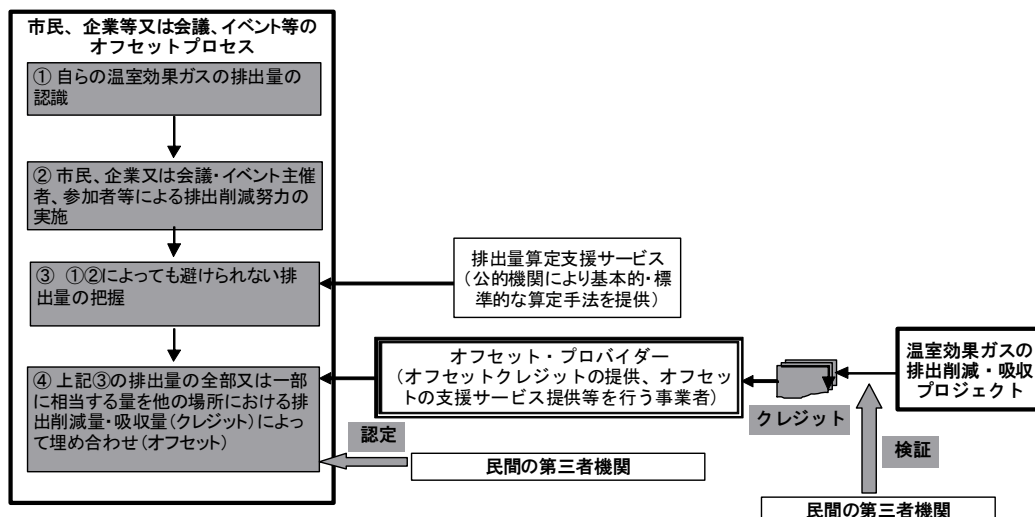 市民、企業等又は会議、イベント等の
オフセットプロセス
① 自らの温室効果ガスの排出量の
認識
② 市民、企業又は会議・イベント主催
者、参加者等による排出削減努力の
実施
③ ①②によっても避けられない排
出量の把握
④ 上記③の排出量の全部又は一部
に相当する量を他の場所における排
出削減量・吸収量(クレジット)によっ
て埋め合わせ(オフセット)
排出量算定支援サービス
(公的機関により基本的・標
準的な算定手法を提供)
オフセット・プロバイダー
(オフセットクレジットの提供、オフセッ
トの支援サービス提供等を行う事業者)
認定
民間の第三者機関
クレジット
温室効果ガスの
排出削減・吸収
プロジェクト
検証
民間の第三者機関